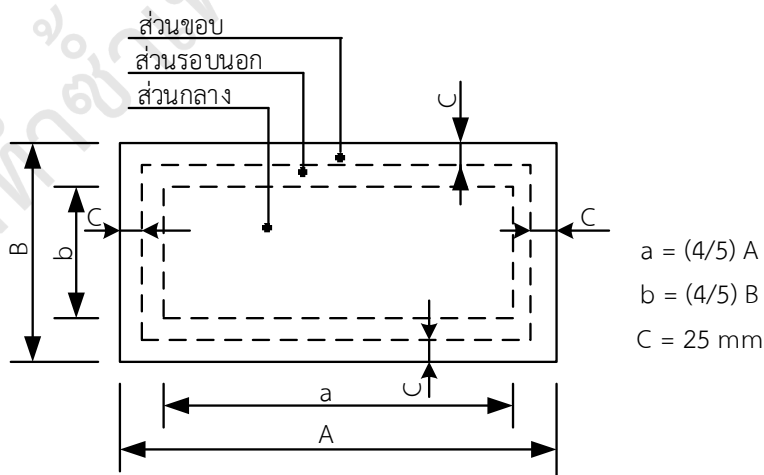 ส่วนขอบ
ส่วนรอบนอก
ส่วนกลาง
C
C
C
B
b
a = (4/5) A
b = (4/5) B
C = 25 mm
C
a
A